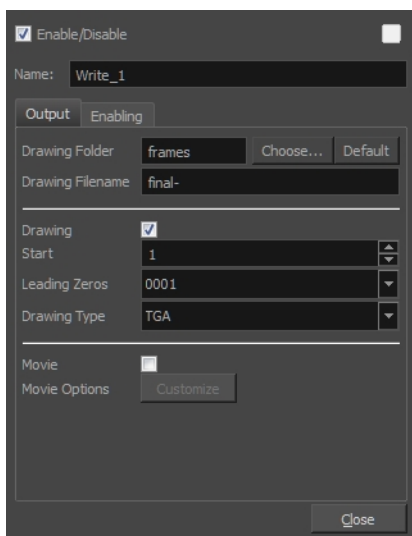 Enable/Disable
Name: Write_1
Output Enabling
Drawing Folder frames Choose... Default
Drawing Filename final-
Drawing
Start 1
Leading Zeros 0001
Drawing Type TGA
Movie
Movie Options Customize
Close